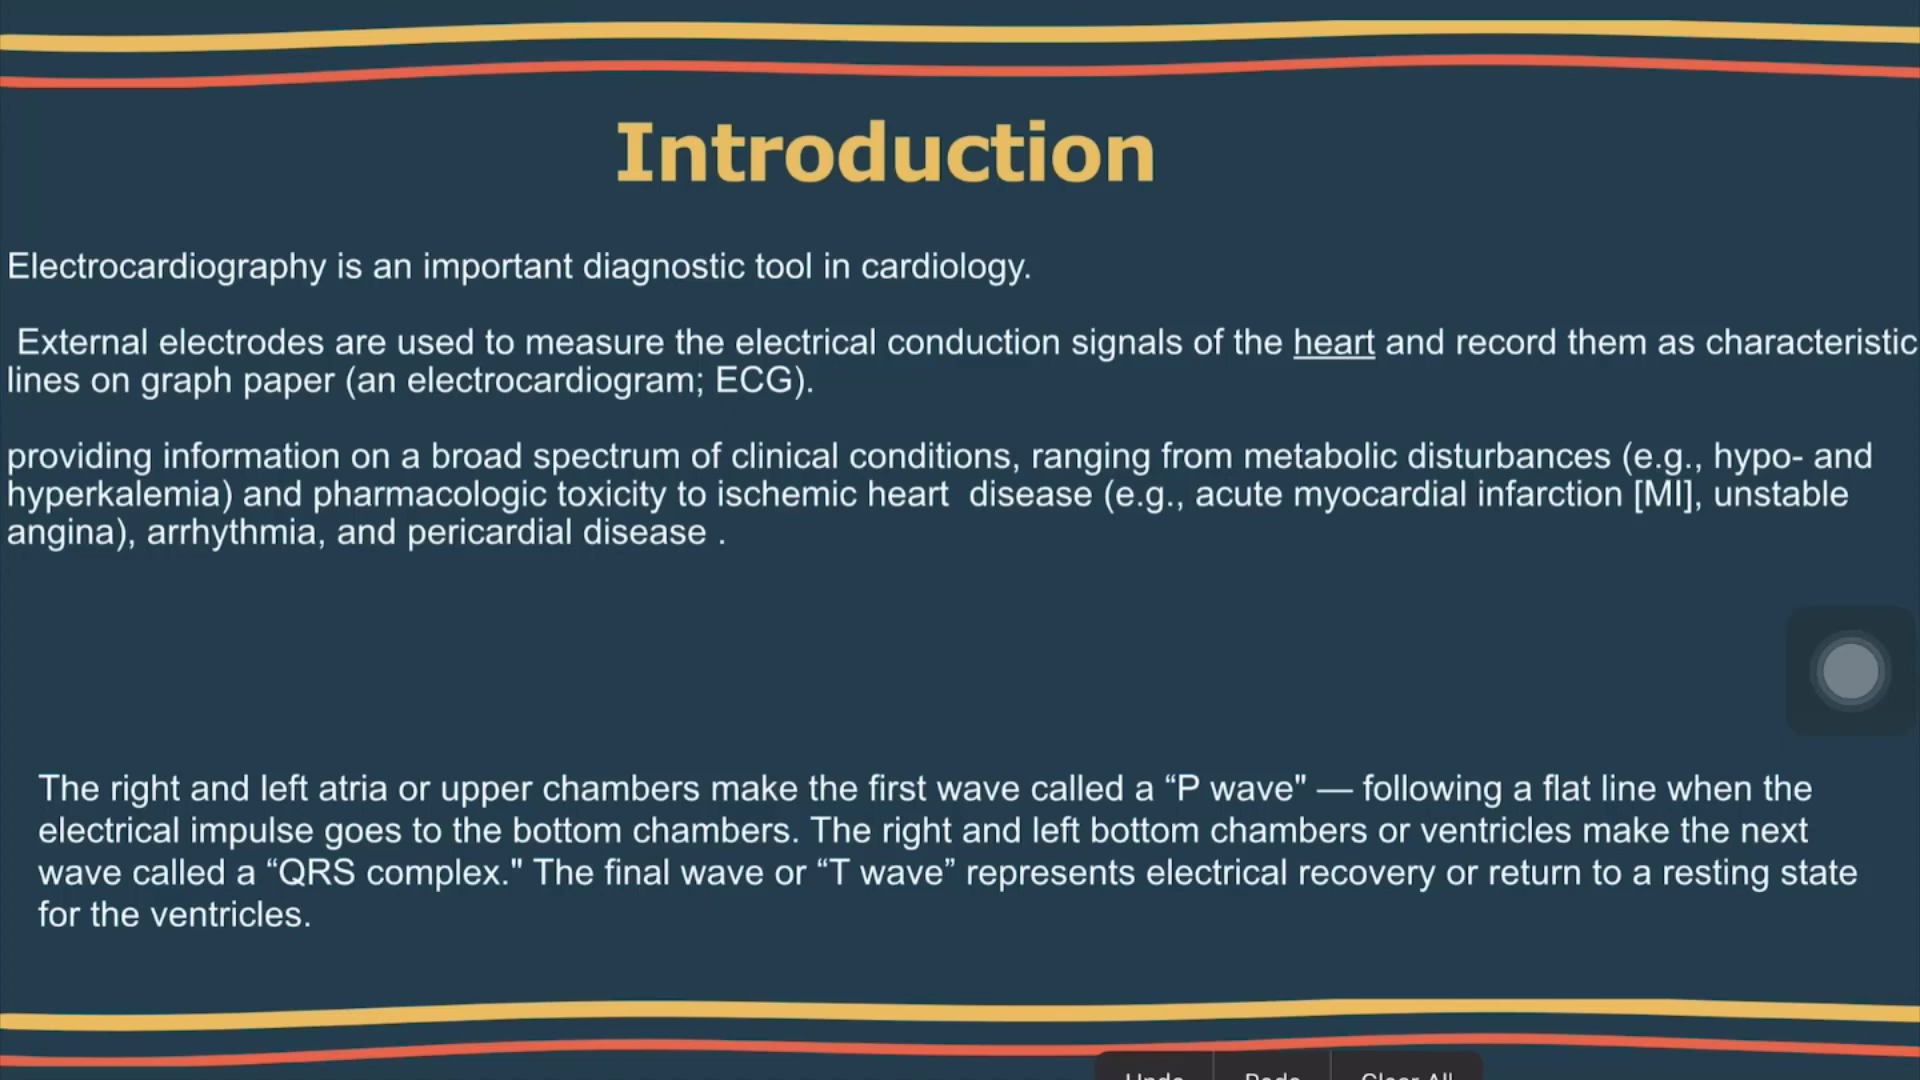 Introduction
Electrocardiography is an important diagnostic tool in cardiology.
External electrodes are used to measure the electrical conduction signals of the heart and record them as characteristic
lines on graph paper (an electrocardiogram; ECG).
providing information on a broad spectrum of clinical conditions, ranging from metabolic disturbances (e.g., hypo- and
hyperkalemia) and pharmacologic toxicity to ischemic heart  disease (e.g., acute myocardial infarction [MI], unstable
angina), arrhythmia, and pericardial disease .
The right and left atria or upper chambers make the first wave called a “P wave" — following a flat line when the
electrical impulse goes to the bottom chambers. The right and left bottom chambers or ventricles make the next
wave called a “QRS complex." The final wave or “T wave” represents electrical recovery or return to a resting state
for the ventricles.
Undo Redo Clear All